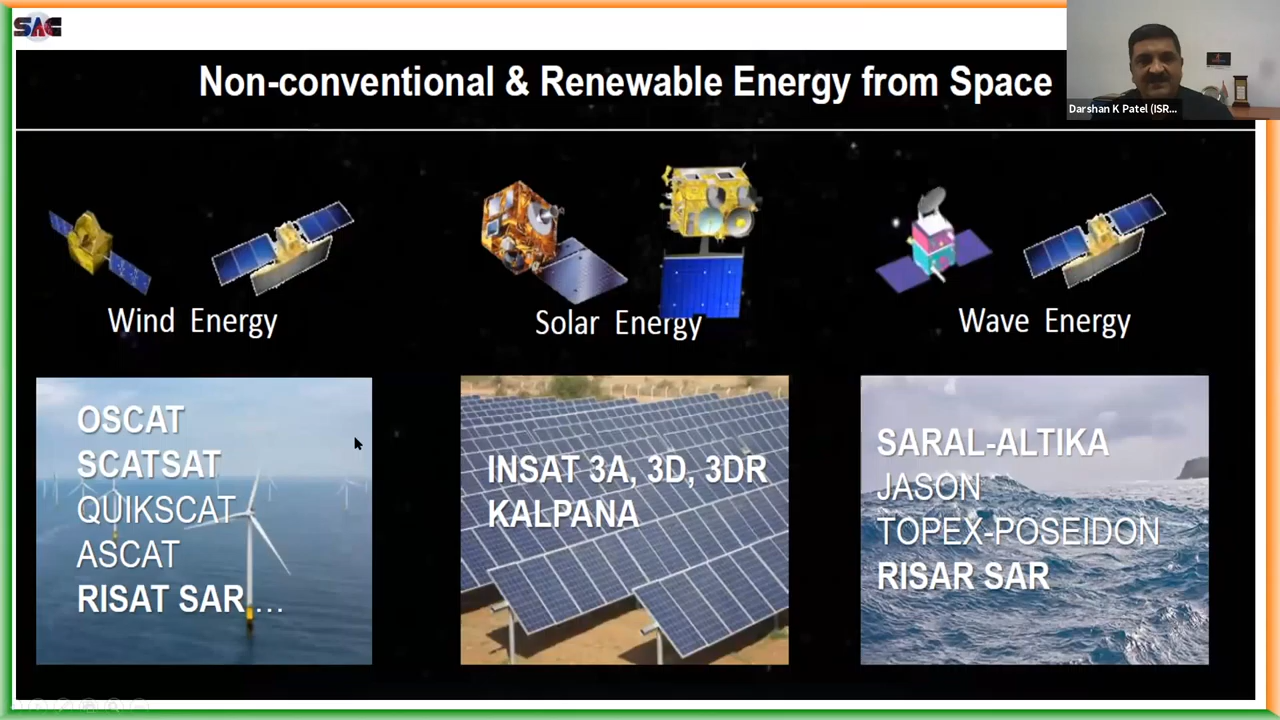 SAC
Non-conventional & Renewable Energy from Space
Darshan K Patel (ISR...
Wind Energy
Solar Energy
Wave Energy
OSCAT
SCATSAT
QUIKSCAT
ASCAT
RISAT SAR ...
INSAT 3A, 3D, 3DR
KALPANA
SARAL-ALTIKA
JASON
TOPEX-POSEIDON
RISAR SAR